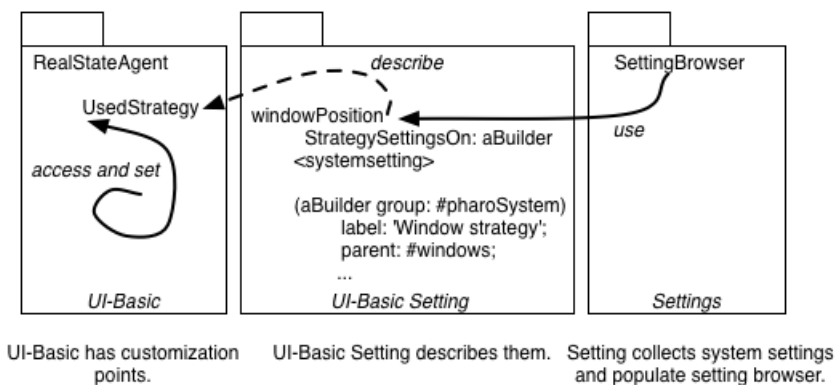 RealStateAgent
UsedStrategy
access and set
UI-Basic
describe
windowPosition
StrategySettingsOn: aBuilder
<systemsetting>
(aBuilder group: #pharoSystem)
label: 'Window strategy';
parent: #windows;
...
UI-Basic Setting
SettingBrowser
use
Settings
UI-Basic has customization
points.
UI-Basic Setting describes them.
Setting collects system settings
and populate setting browser.